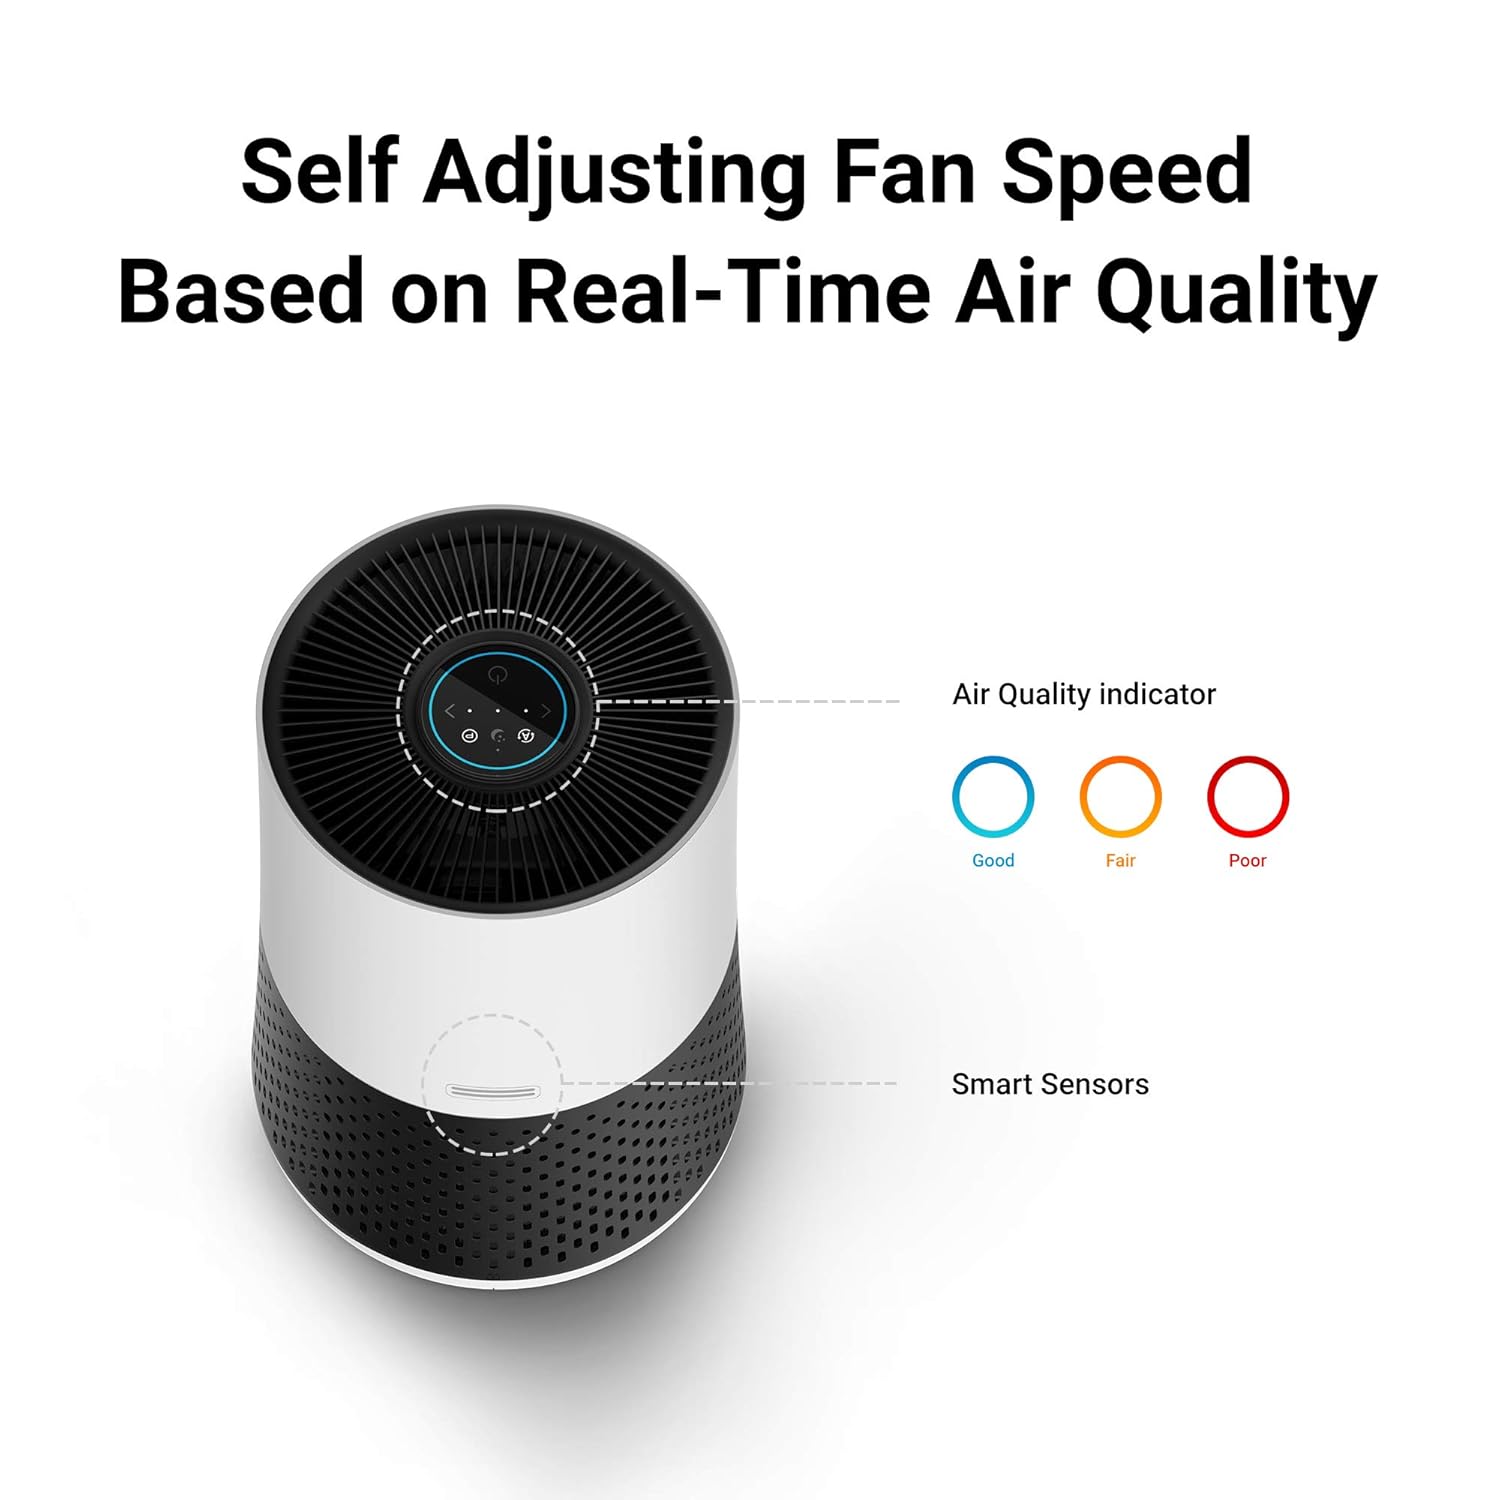 Self Adjusting Fan Speed
Based on Real-Time Air Quality
Air Quality indicator
Good Fair Poor
Smart Sensors
P
A